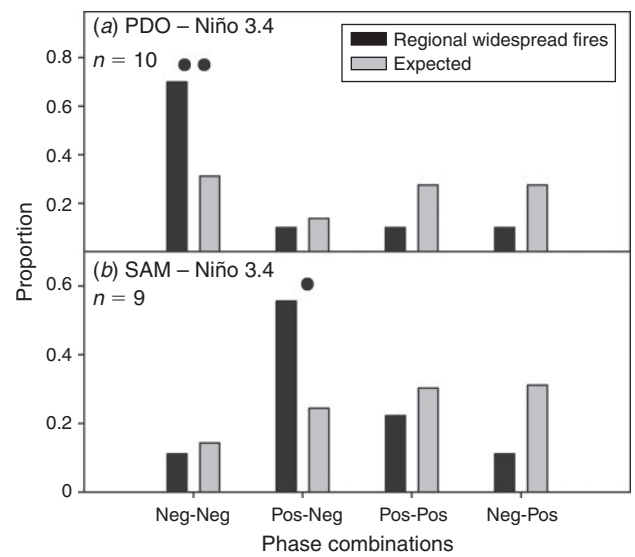 (a) PDO – Niño 3.4
n = 10
Regional widespread fires
Expected
0.8
0.6
0.4
0.2
Proportion
(b) SAM – Niño 3.4
n = 9
0.6
0.4
0.2
0
Neg-Neg Pos-Neg Pos-Pos Neg-Pos
Phase combinations